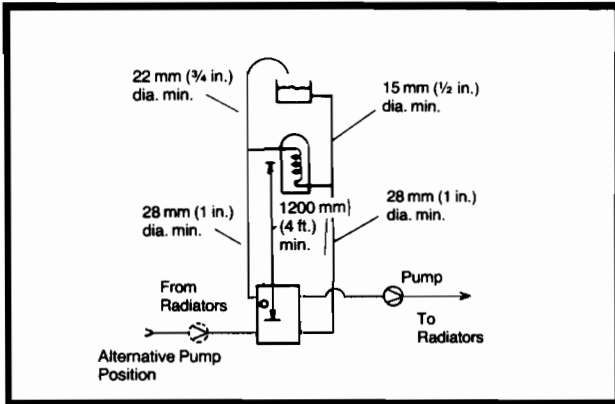 22 mm (¾ in.)
dia. min.
15 mm (½ in.)
dia. min.
1200 mm
(4 ft.)
min.
28 mm (1 in.)
dia. min.
28 mm (1 in.)
dia. min.
From
Radiators
Pump
To
Radiators
Alternative Pump
Position